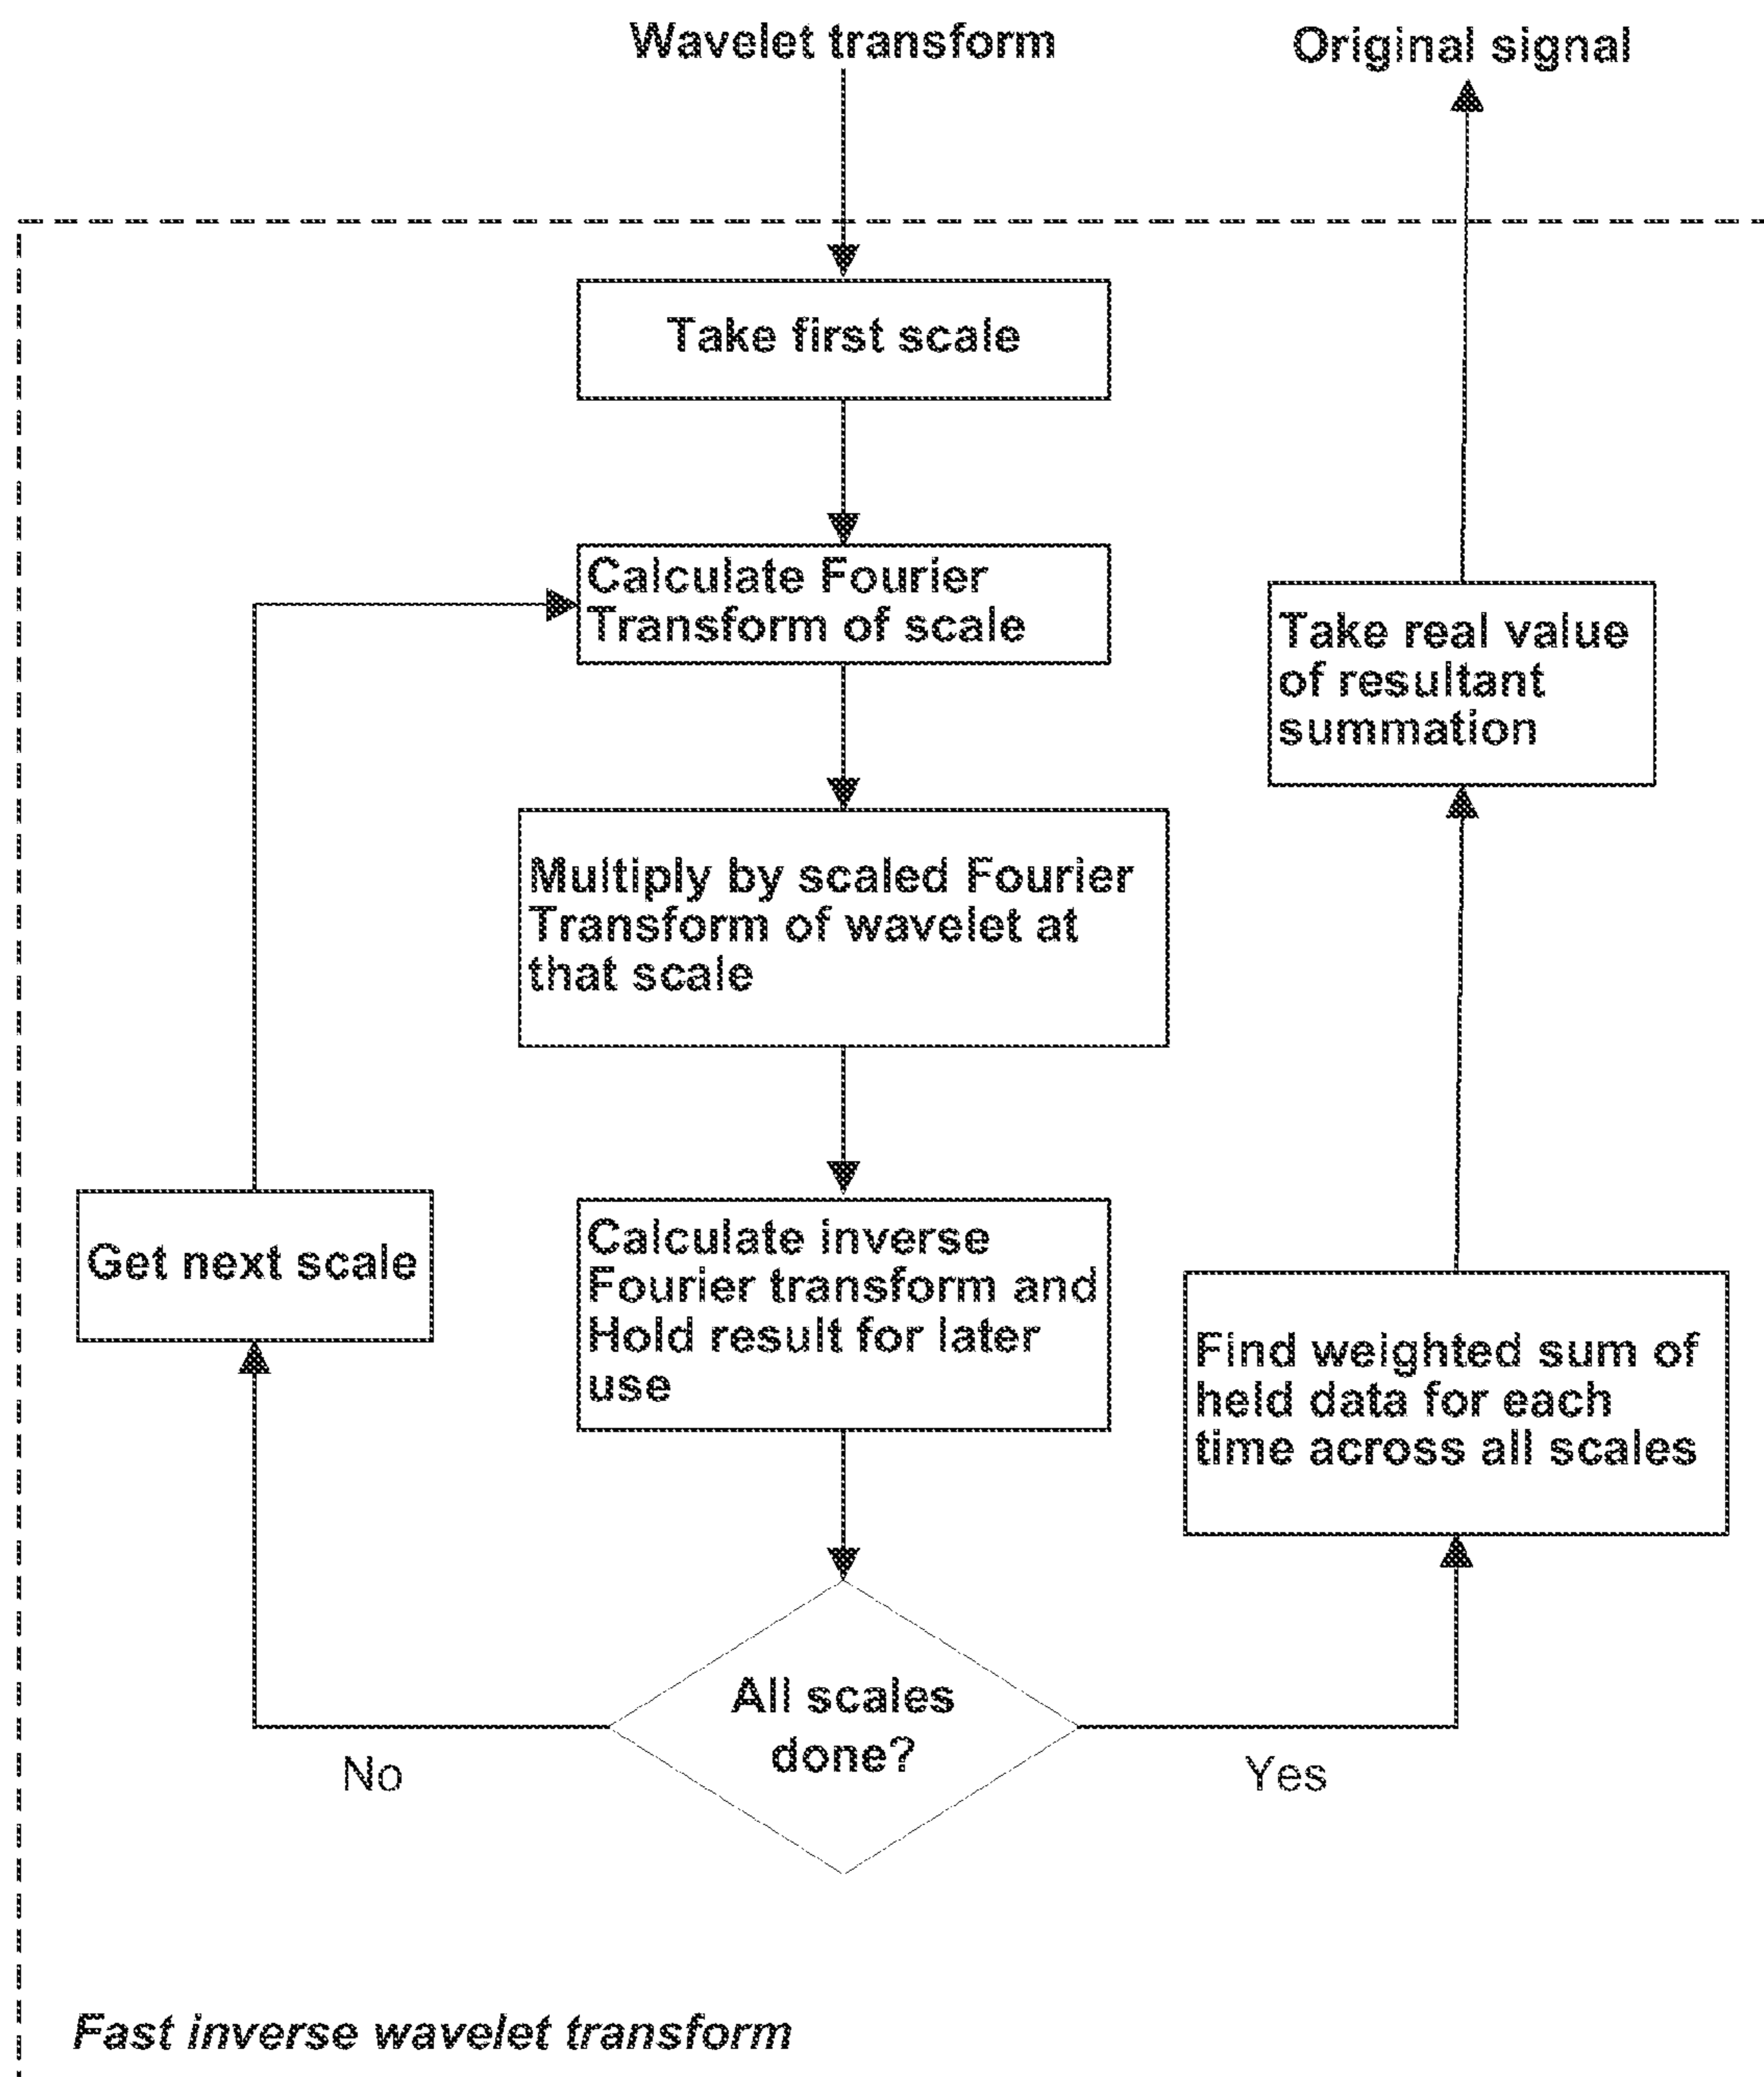 Wavelet transform
Original signal
Take first scale
Calculate Fourier
Transform of scale
Take real value
of resultant
summation
Multiply by scaled Fourier
Transform of wavelet at
that scale
Get next scale
Calculate inverse
Fourier transform and
Hold result for later
use
Find weighted sum of
held data for each
time across all scales
All scales
done?
No
Yes
Fast inverse wavelet transform